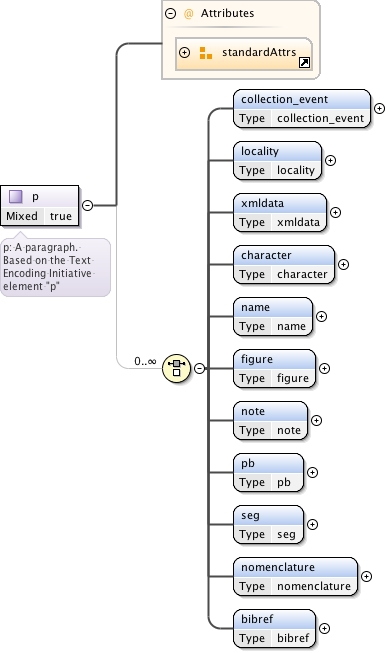 @ Attributes
standardAttrs
p
Mixed true
p: A paragraph.
Based on the Text
Encoding Initiative
element "p"
0..∞
collection_event
Type collection_event
locality
Type locality
xmldata
Type xmldata
character
Type character
name
Type name
figure
Type figure
note
Type note
pb
Type pb
seg
Type seg
nomenclature
Type nomenclature
bibref
Type bibref